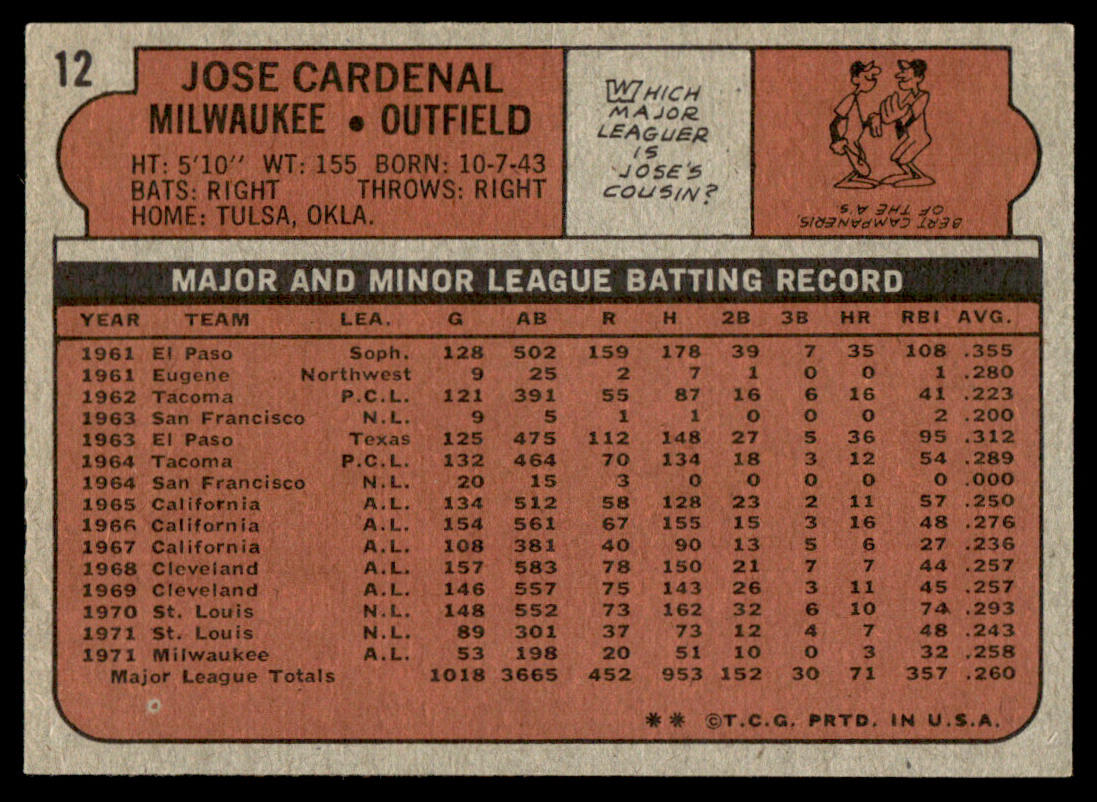 12
JOSE CARDENAL
MILWAUKEE • OUTFIELD
HT: 5'10" WT: 155 BORN: 10-7-43
BATS: RIGHT THROWS: RIGHT
HOME: TULSA, OKLA.
WHICH
MAJOR
LEAGUER
IS
JOSE'S
COUSIN?
BERT CAMPANERIS,
OF THE A'S.
MAJOR AND MINOR LEAGUE BATTING RECORD
YEAR TEAM LEA. G AB R H 2B 3B HR RBI AVG.
1961 El Paso Soph. 128 502 159 178 39 7 35 108 .355
1961 Eugene Northwest 9 25 2 7 1 0 0 1 .280
1962 Tacoma P.C.L. 121 391 55 87 16 6 16 41 .223
1963 San Francisco N.L. 9 5 1 1 0 0 0 2 .200
1963 El Paso Texas 125 475 112 148 27 5 36 95 .312
1964 Tacoma P.C.L. 132 464 70 134 18 3 12 54 .289
1964 San Francisco N.L. 20 15 3 0 0 0 0 0 .000
1965 California A.L. 134 512 58 128 23 2 11 57 .250
1966 California A.L. 154 561 67 155 15 3 16 48 .276
1967 California A.L. 108 381 40 90 13 5 6 27 .236
1968 Cleveland A.L. 157 583 78 150 21 7 7 44 .257
1969 Cleveland A.L. 146 557 75 143 26 3 11 45 .257
1970 St. Louis N.L. 148 552 73 162 32 6 10 74 .293
1971 St. Louis N.L. 89 301 37 73 12 4 7 48 .243
1971 Milwaukee A.L. 53 198 20 51 10 0 3 32 .258
Major League Totals 1018 3665 452 953 152 30 71 357 .260
** ©T.C.G. PRTD. IN U.S.A.